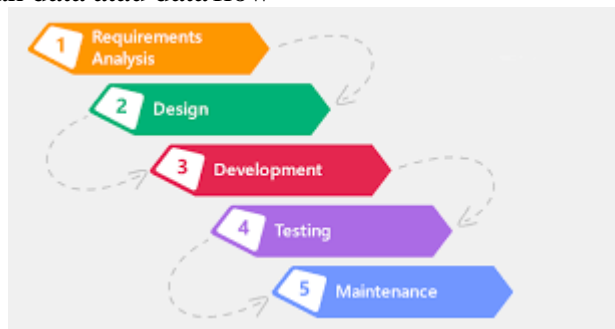 1 Requirements
Analysis
2 Design
3 Development
4 Testing
5 Maintenance